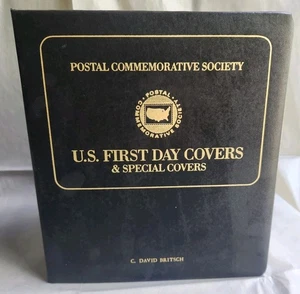 POSTAL COMMEMORATIVE SOCIETY
POSTAL
COMMEMORATIVE SOCIETY
U.S. FIRST DAY COVERS
& SPECIAL COVERS
C. DAVID BRITSCH